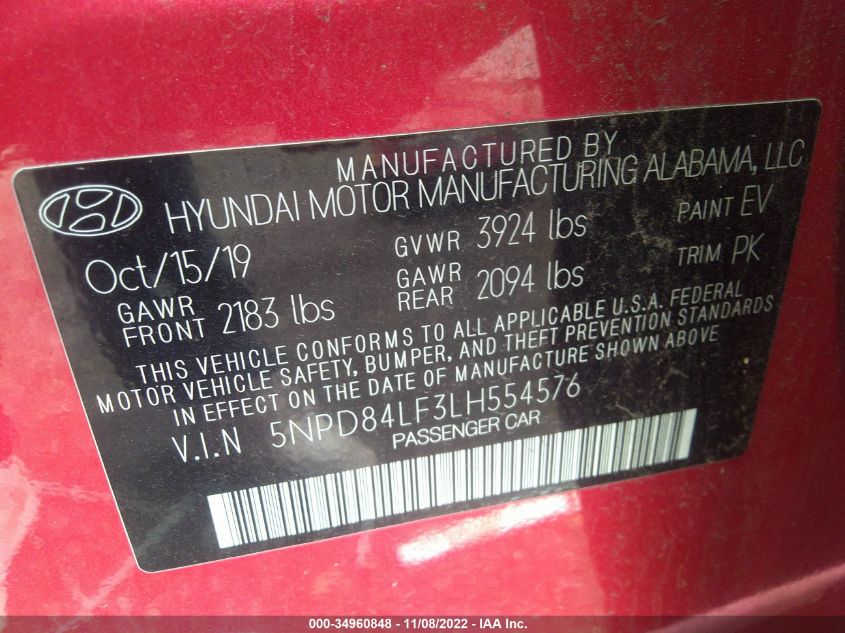 MANUFACTURED BY
HYUNDAI MOTOR MANUFACTURING ALABAMA, LLC
Oct/15/19 GVWR 3924 lbs PAINT EV
GAWR FRONT 2183 lbs GAWR REAR 2094 lbs TRIM PK
THIS VEHICLE CONFORMS TO ALL APPLICABLE U.S.A. FEDERAL
MOTOR VEHICLE SAFETY, BUMPER, AND THEFT PREVENTION STANDARDS
IN EFFECT ON THE DATE OF MANUFACTURE SHOWN ABOVE
V.I.N 5NPD84LF3LH554576
PASSENGER CAR
000-34960848 - 11/08/2022 - IAA Inc.